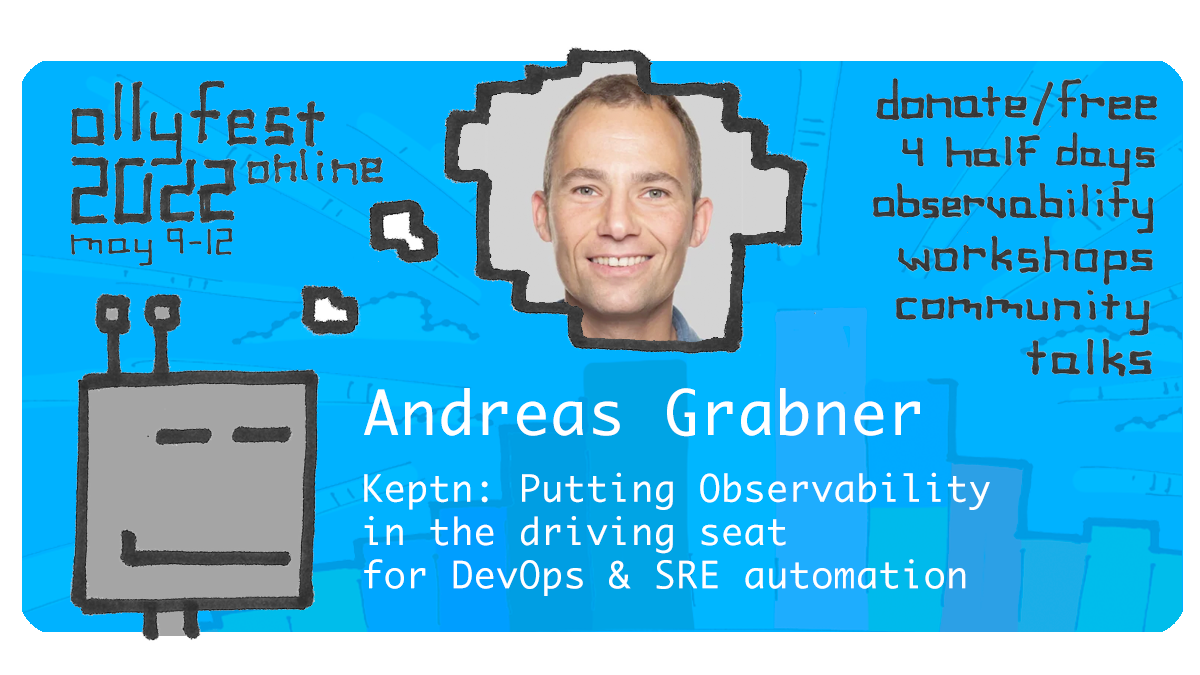 ollyfest
2022 online
may 9-12
donate/free
4 half days
observability
workshops
community
talks
Andreas Grabner
Keptn: Putting Observability
in the driving seat
for DevOps & SRE automation